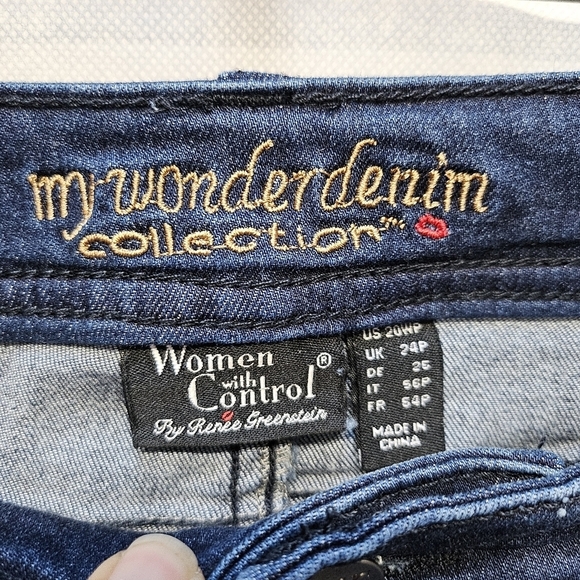 my wonderdenim
collection™
Women ®
with
Control
By Renée Greenstein
US 20WP
UK 24P
DE 25
IT 56P
FR 54P
MADE IN
CHINA